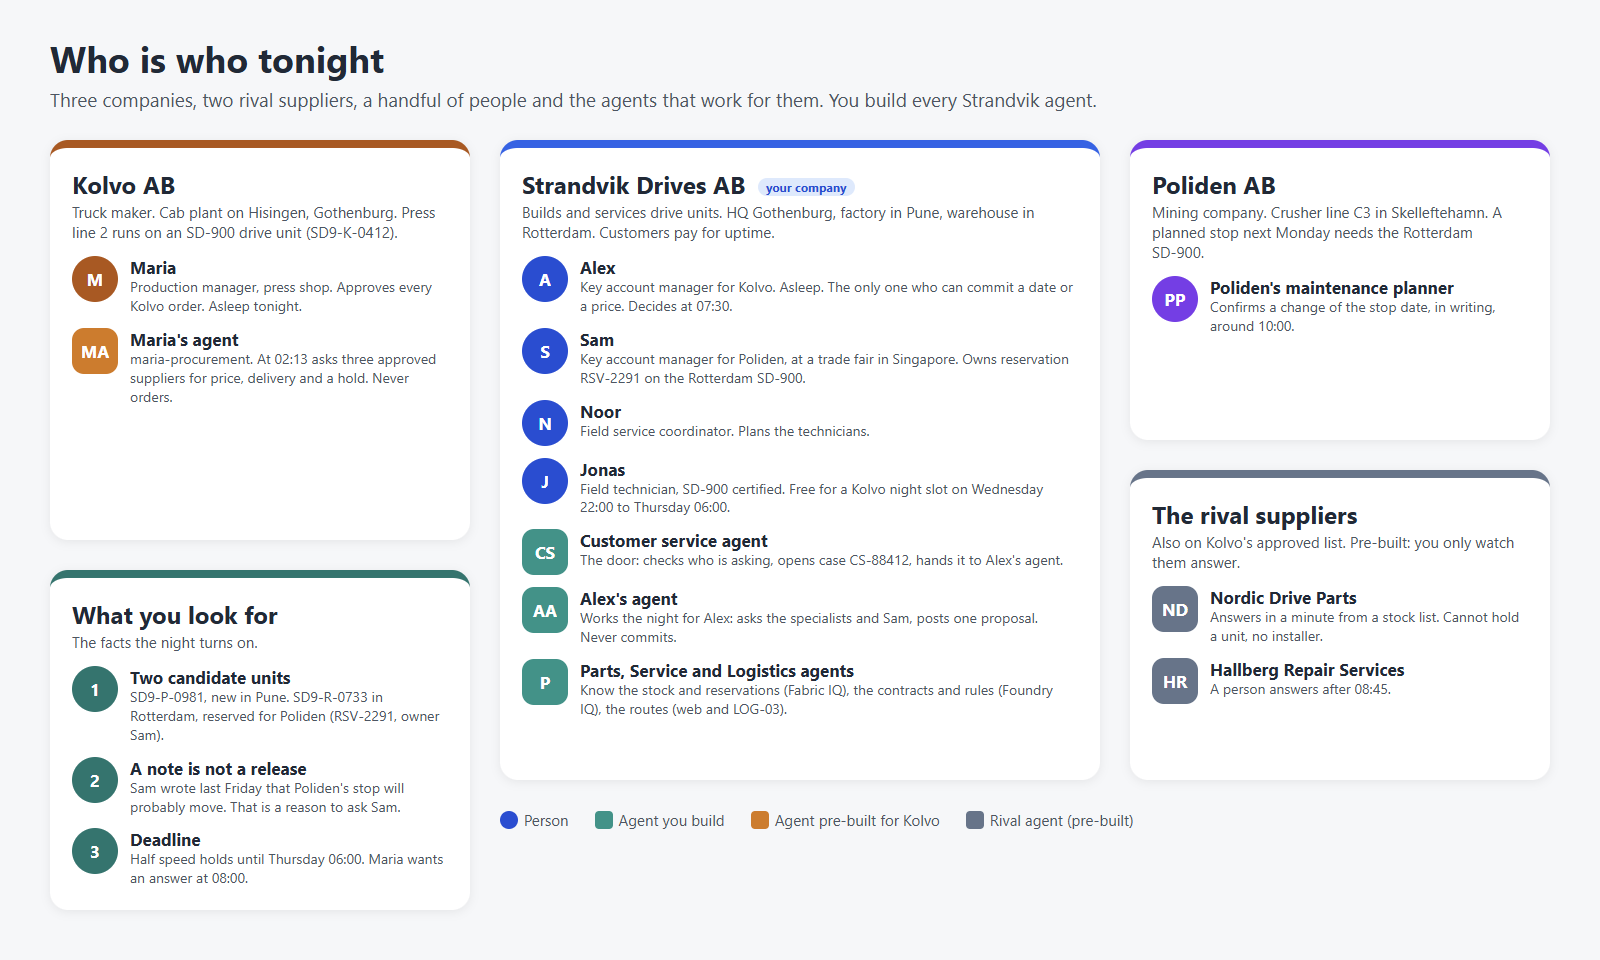 Who is who tonight
Three companies, two rival suppliers, a handful of people and the agents that work for them. You build every Strandvik agent.
Kolvo AB
Truck maker. Cab plant on Hisingen, Gothenburg. Press
line 2 runs on an SD-900 drive unit (SD9-K-0412).
M
Maria
Production manager, press shop. Approves every
Kolvo order. Asleep tonight.
MA
Maria's agent
maria-procurement. At 02:13 asks three approved
suppliers for price, delivery and a hold. Never
orders.
What you look for
The facts the night turns on.
1
Two candidate units
SD9-P-0981, new in Pune. SD9-R-0733 in
Rotterdam, reserved for Poliden (RSV-2291, owner
Sam).
2
A note is not a release
Sam wrote last Friday that Poliden's stop will
probably move. That is a reason to ask Sam.
3
Deadline
Half speed holds until Thursday 06:00. Maria wants
an answer at 08:00.
Strandvik Drives AB
your company
Builds and services drive units. HQ Gothenburg, factory in Pune, warehouse in
Rotterdam. Customers pay for uptime.
A
Alex
Key account manager for Kolvo. Asleep. The only one who can commit a date or
a price. Decides at 07:30.
S
Sam
Key account manager for Poliden, at a trade fair in Singapore. Owns reservation
RSV-2291 on the Rotterdam SD-900.
N
Noor
Field service coordinator. Plans the technicians.
J
Jonas
Field technician, SD-900 certified. Free for a Kolvo night slot on Wednesday
22:00 to Thursday 06:00.
CS
Customer service agent
The door: checks who is asking, opens case CS-88412, hands it to Alex's agent.
AA
Alex's agent
Works the night for Alex: asks the specialists and Sam, posts one proposal.
Never commits.
P
Parts, Service and Logistics agents
Know the stock and reservations (Fabric IQ), the contracts and rules (Foundry
IQ), the routes (web and LOG-03).
Person
Agent you build
Agent pre-built for Kolvo
Rival agent (pre-built)
Poliden AB
Mining company. Crusher line C3 in Skelleftehamn. A
planned stop next Monday needs the Rotterdam
SD-900.
PP
Poliden's maintenance planner
Confirms a change of the stop date, in writing,
around 10:00.
The rival suppliers
Also on Kolvo's approved list. Pre-built: you only watch
them answer.
ND
Nordic Drive Parts
Answers in a minute from a stock list. Cannot hold
a unit, no installer.
HR
Hallberg Repair Services
A person answers after 08:45.